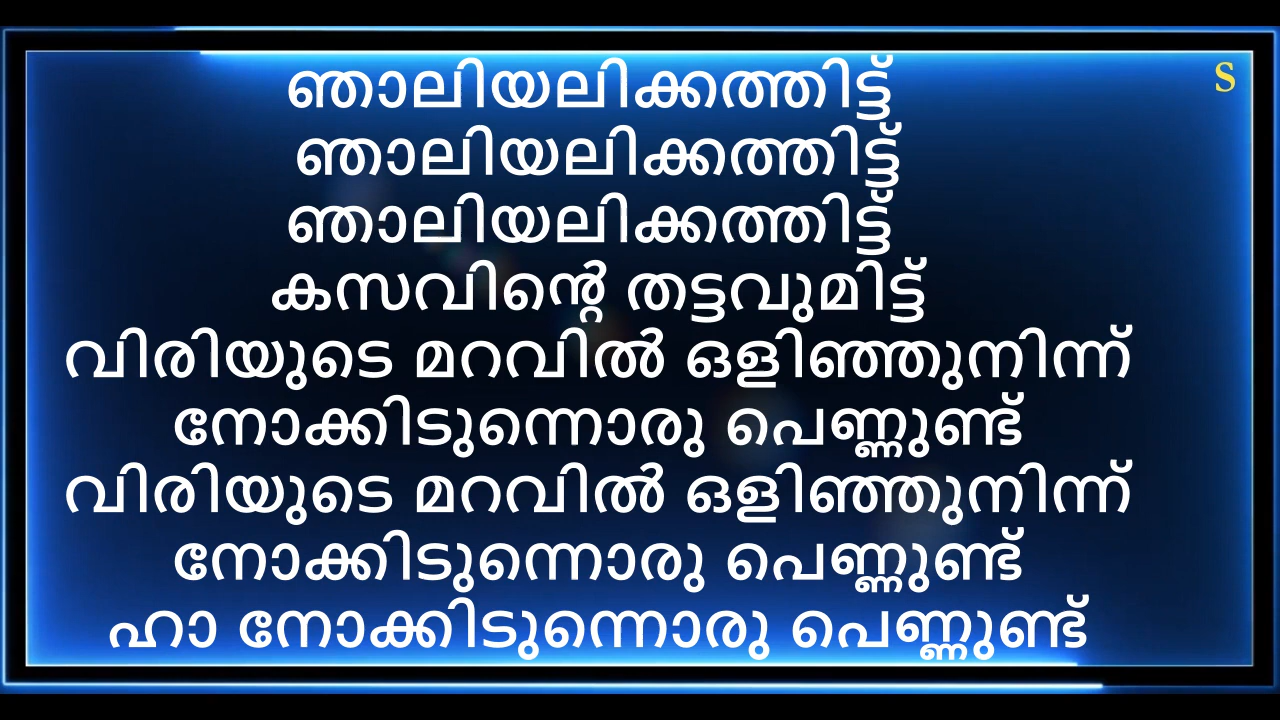 ഞാലിയലിക്കത്തിട്ട്
S
ഞാലിയലിക്കത്തിട്ട്
ഞാലിയലിക്കത്തിട്ട്
കസവിന്റെ തട്ടവുമിട്ട്
വിരിയുടെ മറവിൽ ഒളിഞ്ഞുനിന്ന്
നോക്കിടുന്നൊരു പെണ്ണുണ്ട്
വിരിയുടെ മറവിൽ ഒളിഞ്ഞുനിന്ന്
നോക്കിടുന്നൊരു പെണ്ണുണ്ട്
ഹാ നോക്കിടുന്നൊരു പെണ്ണുണ്ട്